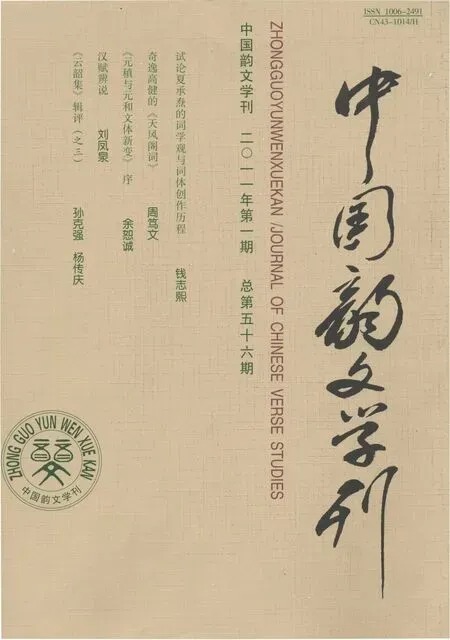 ISSN 1006-2491
CN43-1014/H
中国韵文学刊
ZHONGGUOYUNWENXUEKAN /JOURNAL OF CHINESE VERSE STUDIES
中国韵文学刊 二〇一一年第一期 总第五十六期
试论夏承焘的词学观与词体创作历程 钱志熙
奇逸高健的《天风阁词》 周笃文
《元稹与元和文体新变》序 余恕诚
汉赋辨说 刘凤泉
《云韶集》辑评（之三） 孙克强 杨传庆
ZHONG GUO YUN WEN XUE KAN
中国韵文学刊